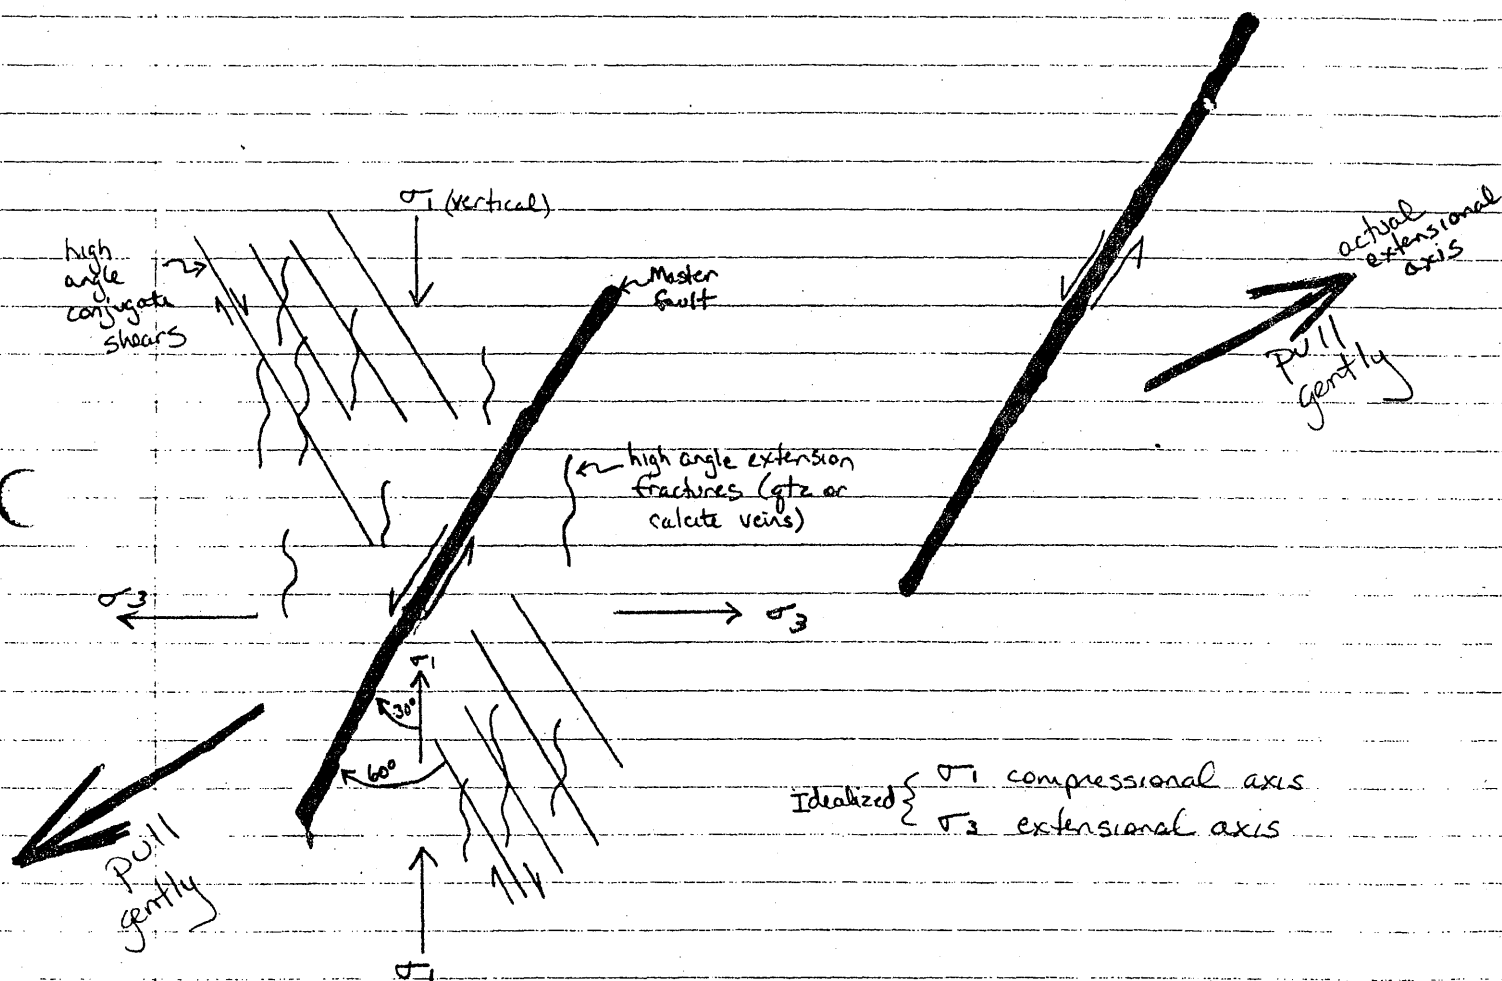 σ1 (vertical)
high
angle
conjugate
shears
Master
fault
actual
extensional
axis
pull
gently
high angle extension
fractures (qtz or
calcite veins)
σ3
σ3
σ1
30°
60°
Idealized { σ1 compressional axis
σ3 extensional axis
pull
gently
σ1